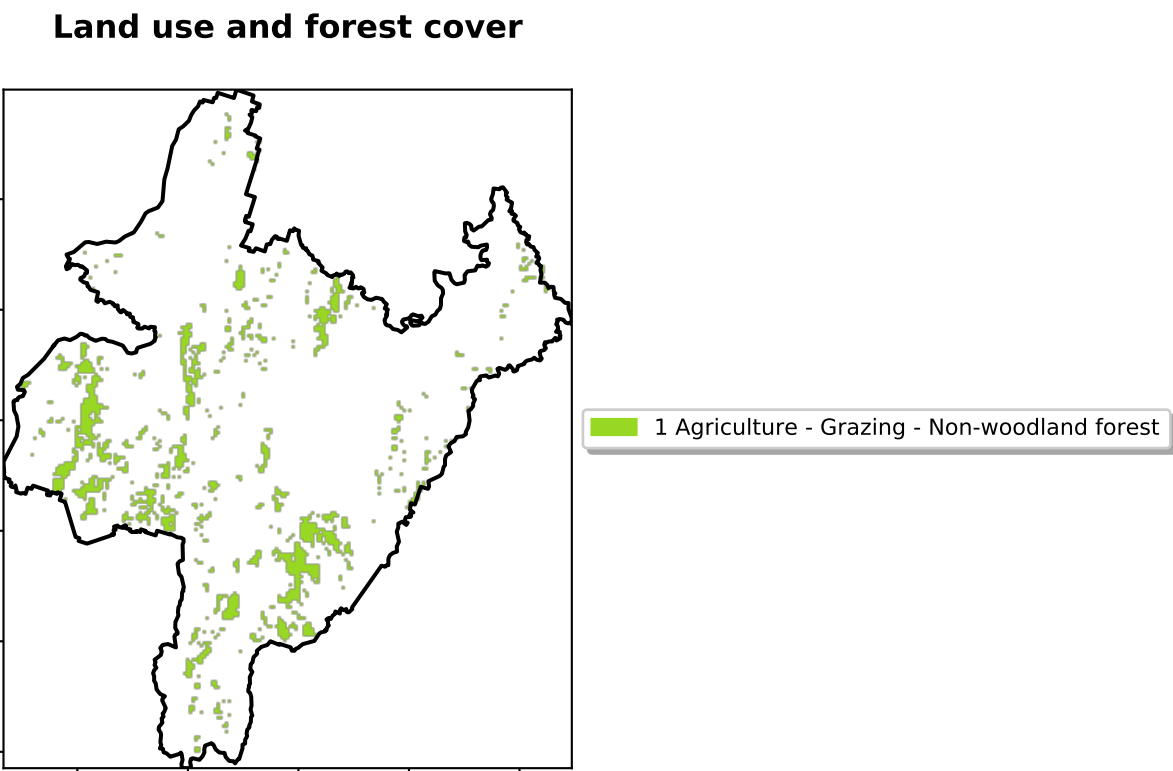 Land use and forest cover
1 Agriculture - Grazing - Non-woodland forest